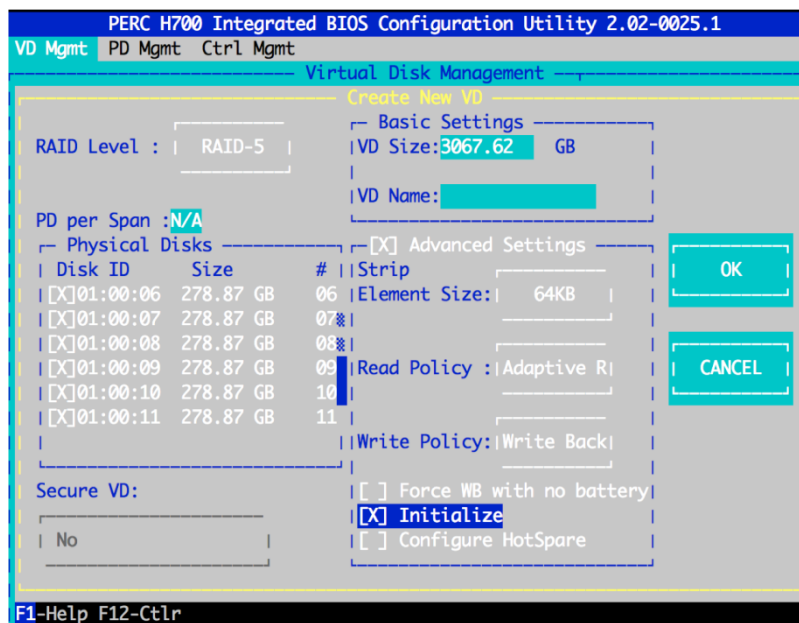 PERC H700 Integrated BIOS Configuration Utility 2.02-0025.1
VD Mgmt PD Mgmt Ctrl Mgmt
Virtual Disk Management
Create New VD
Basic Settings
RAID Level : RAID-5 VD Size:3067.62 GB
VD Name:
PD per Span :N/A
Physical Disks [X] Advanced Settings
Disk ID Size # Strip OK
[X]01:00:06 278.87 GB 06 Element Size: 64KB
[X]01:00:07 278.87 GB 07
[X]01:00:08 278.87 GB 08
[X]01:00:09 278.87 GB 09 Read Policy : Adaptive R CANCEL
[X]01:00:10 278.87 GB 10
[X]01:00:11 278.87 GB 11
Write Policy: Write Back
Secure VD: [ ] Force WB with no battery
[X] Initialize
No [ ] Configure HotSpare
F1-Help F12-Ctlr